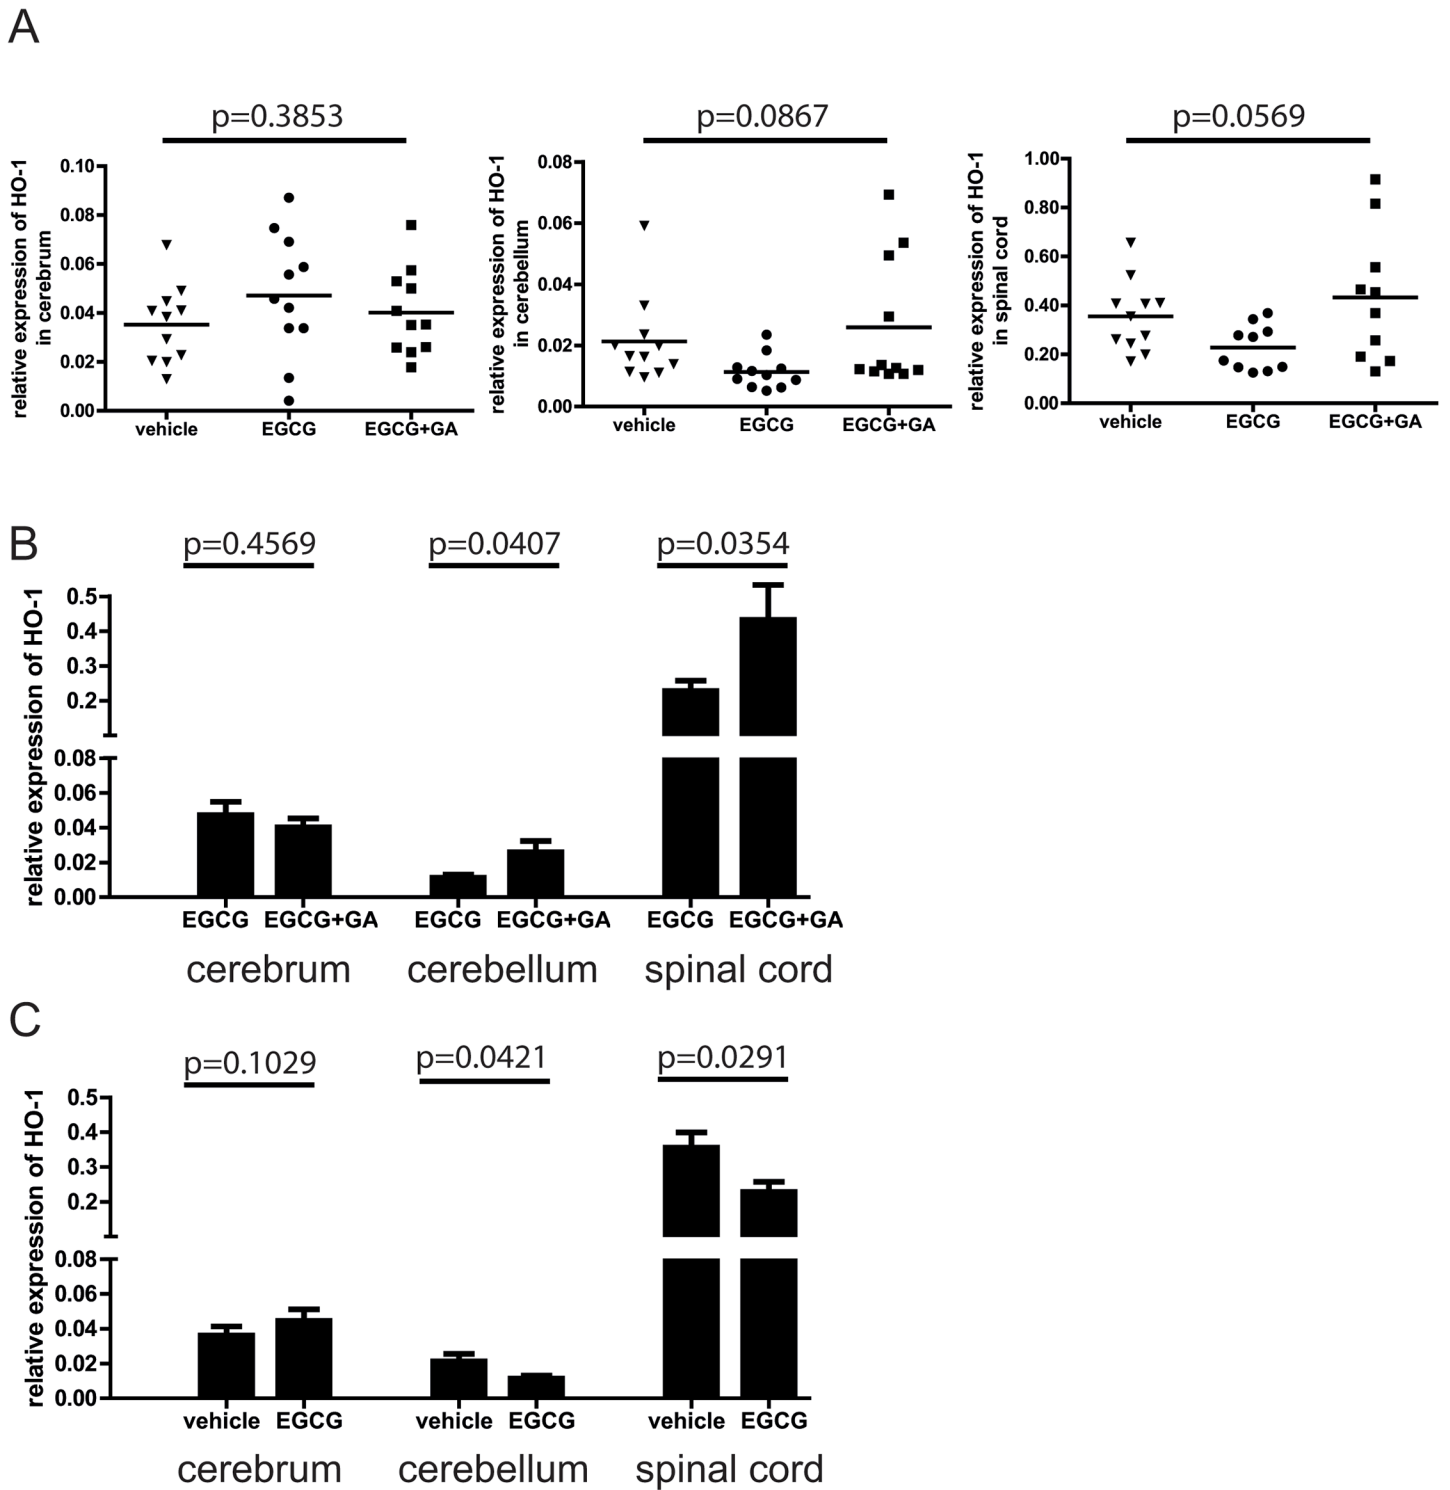 A
p=0.3853
p=0.0867
p=0.0569
relative expression of HO-1
in cerebrum
0.10
0.08
0.06
0.04
0.02
0.00
vehicle EGCG EGCG+GA
relative expression of HO-1
in cerebellum
0.08
0.06
0.04
0.02
0.00
vehicle EGCG EGCG+GA
relative expression of HO-1
in spinal cord
1.00
0.80
0.60
0.40
0.20
0.00
vehicle EGCG EGCG+GA
B
p=0.4569 p=0.0407 p=0.0354
relative expression of HO-1
0.5
0.4
0.3
0.2
0.08
0.06
0.04
0.02
0.00
EGCG EGCG+GA EGCG EGCG+GA EGCG EGCG+GA
cerebrum cerebellum spinal cord
C
p=0.1029 p=0.0421 p=0.0291
relative expression of HO-1
0.5
0.4
0.3
0.2
0.08
0.06
0.04
0.02
0.00
vehicle EGCG vehicle EGCG vehicle EGCG
cerebrum cerebellum spinal cord